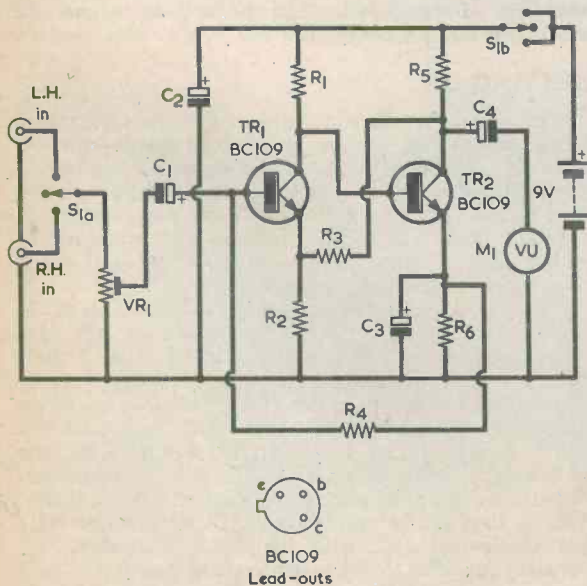 S1b
L.H.
in
C2
R1
R5
C4
C1
TR1
BC109
TR2
BC109
9V
S1a
R3
M1
VU
R.H.
in
VR1
R2
C3
R6
R4
e
b
c
BC109
Lead-outs